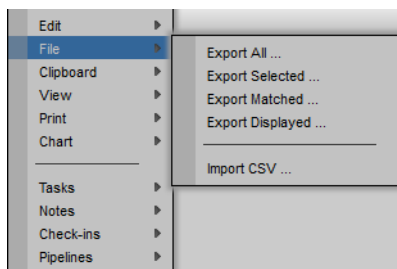 Edit
File
Clipboard
View
Print
Chart
Tasks
Notes
Check-ins
Pipelines
Export All ...
Export Selected ...
Export Matched ...
Export Displayed ...
Import CSV ...